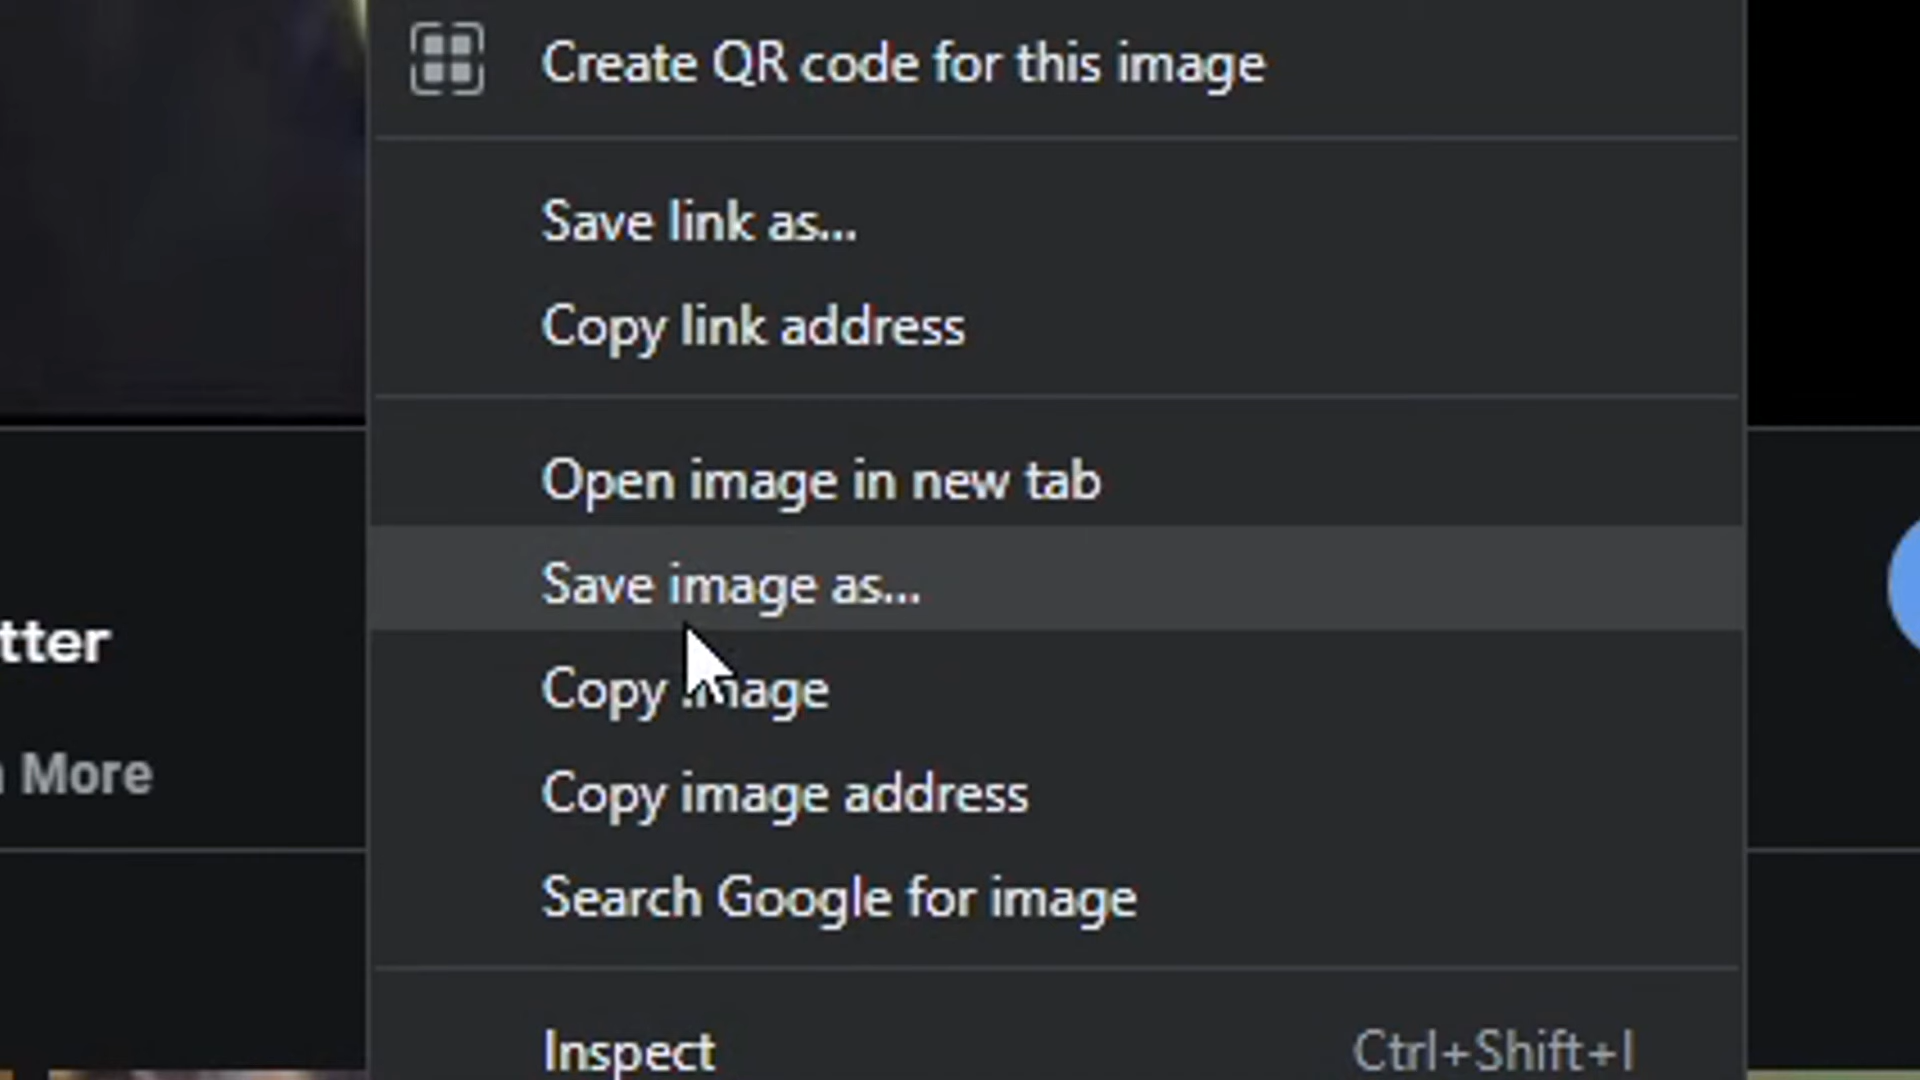 Create QR code for this image
Save link as...
Copy link address
Open image in new tab
Save image as...
tter
Copy image
More
Copy image address
Search Google for image
Inspect Ctrl+Shift+I